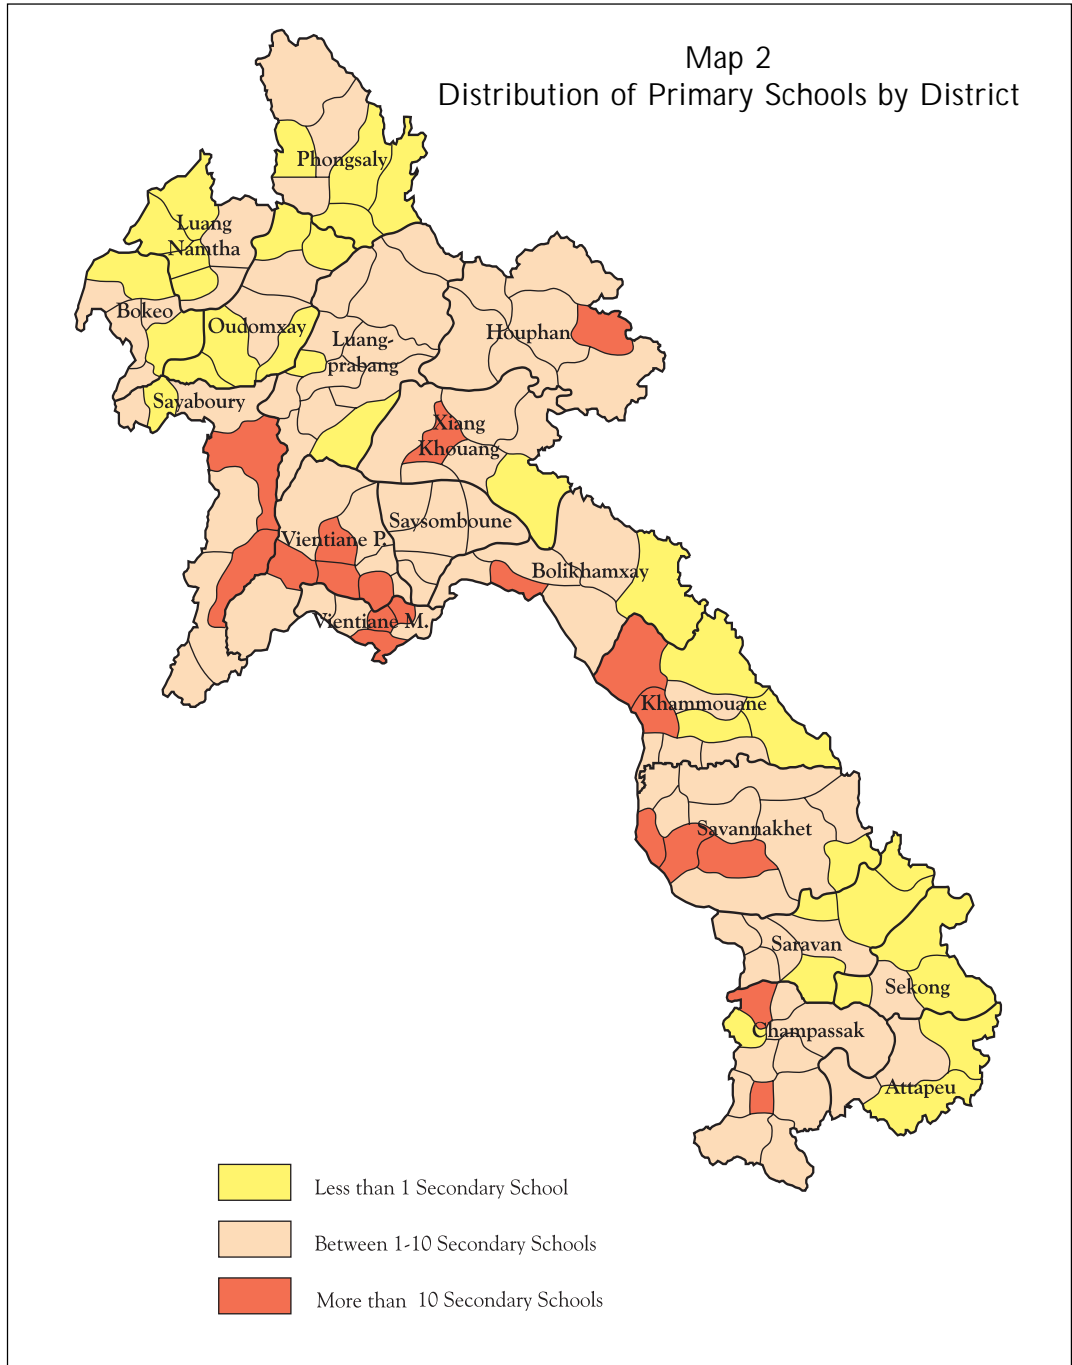 Map 2
Distribution of Primary Schools by District
Phongsaly
Luang
Namtha
Bokeo
Oudomxay
Luang-
prabang
Houphan
Sayaboury
Xiang
Khouang
Saysomboune
Vientiane P.
Bolikhamxay
Vientiane M.
Khammouane
Savannakhet
Saravan
Sekong
Champassak
Attapeu
Less than 1 Secondary School
Between 1-10 Secondary Schools
More than 10 Secondary Schools